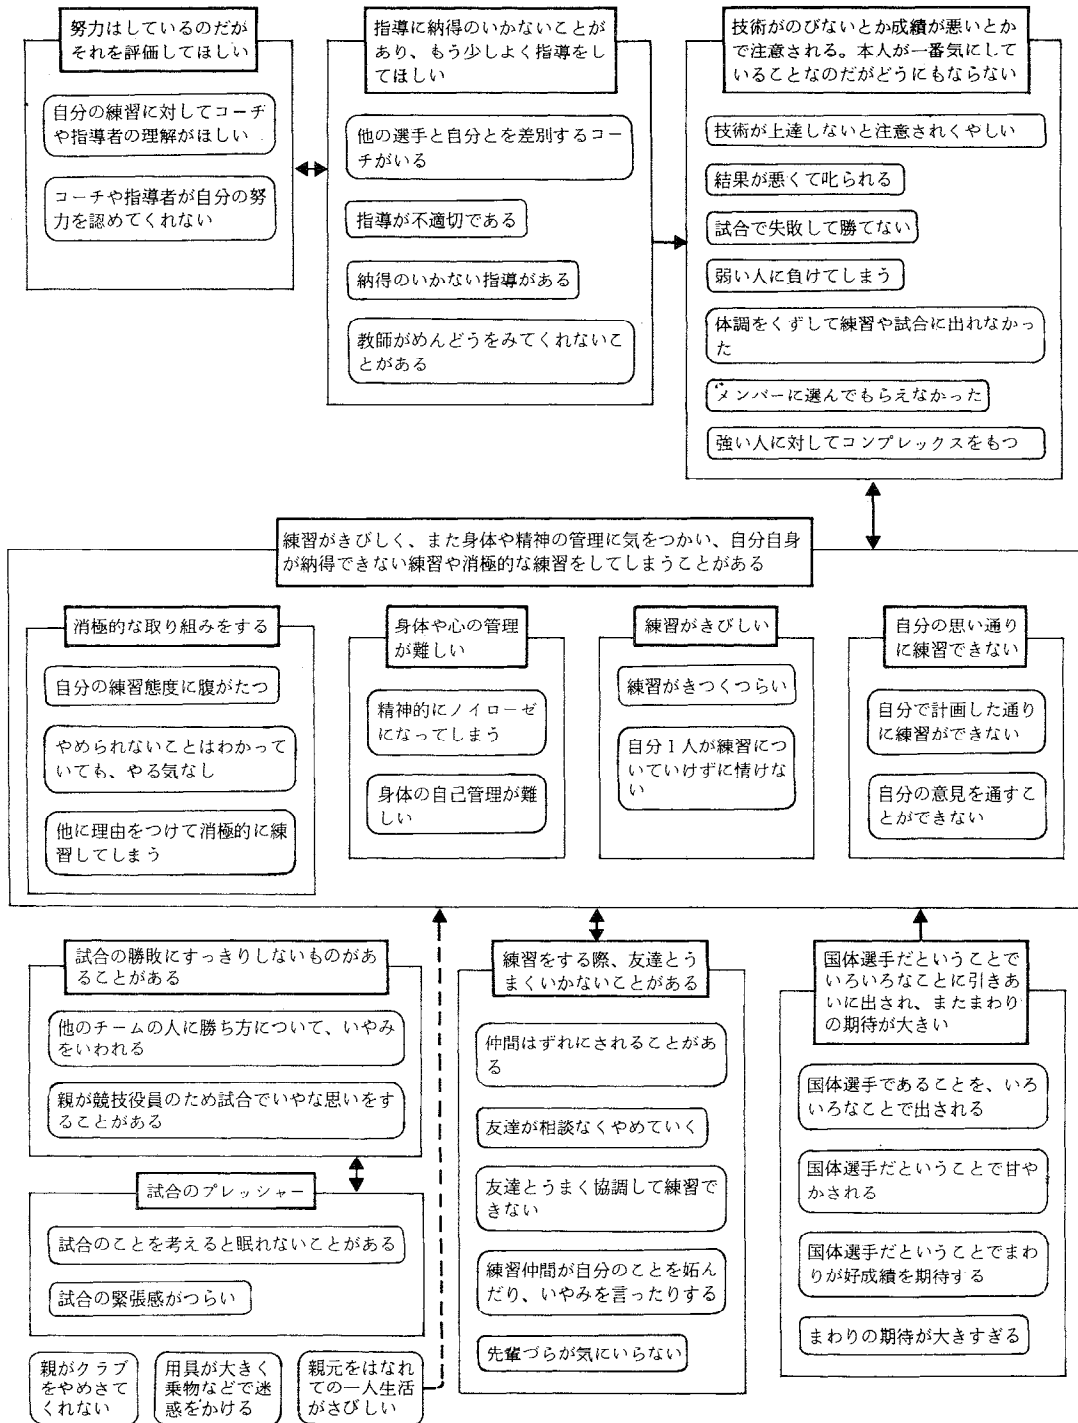 努力はしているのだが
それを評価してほしい
自分の練習に対してコーチ
や指導者の理解がほしい
コーチや指導者が自分の努
力を認めてくれない
指導に納得のいかないことが
あり、もう少しよく指導をし
てほしい
他の選手と自分とを差別するコー
チがいる
指導が不適切である
納得のいかない指導がある
教師がめんどうをみてくれないこ
とがある
技術がのびないとか成績が悪いとか
で注意される。本人が一番気にして
いることなのだがどうにもならない
技術が上達しないと注意されくやしい
結果が悪くて叱られる
試合で失敗して勝てない
弱い人に負けてしまう
体調をくずして練習や試合に出れなかっ
た
メンバーに選んでもらえなかった
強い人に対してコンプレックスをもつ
練習がきびしく、また身体や精神の管理に気をつかい、自分自身
が納得できない練習や消極的な練習をしてしまうことがある
消極的な取り組みをする
自分の練習態度に腹がたつ
やめられないことはわかって
いても、やる気なし
他に理由をつけて消極的に練
習してしまう
身体や心の管理
が難しい
精神的にノイローゼ
になってしまう
身体の自己管理が難
しい
練習がきびしい
練習がきつくつらい
自分1人が練習につ
いていけずに情けな
い
自分の思い通り
に練習できない
自分で計画した通り
に練習ができない
自分の意見を通すこ
とができない
試合の勝敗にすっきりしないものがあ
ることがある
他のチームの人に勝ち方について、いやみ
をいわれる
親が競技役員のため試合でいやな思いをす
ることがある
試合のプレッシャー
試合のことを考えると眠れないことがある
試合の緊張感がつらい
親がクラブ
をやめさて
くれない
用具が大きく
乗物などで迷
惑をかける
親元をはなれ
ての一人生活
がさびしい
練習をする際、友達とう
まくいかないことがある
仲間はずれにされることがあ
る
友達が相談なくやめていく
友達とうまく協調して練習で
きない
練習仲間が自分のことを妬ん
だり、いやみを言ったりする
先輩づらが気にいらない
国体選手だということで
いろいろなことに引きあ
いに出され、またまわり
の期待が大きい
国体選手であることを、いろ
いろなことで出される
国体選手だということで甘や
かされる
国体選手だということでまわ
りが好成績を期待する
まわりの期待が大きすぎる